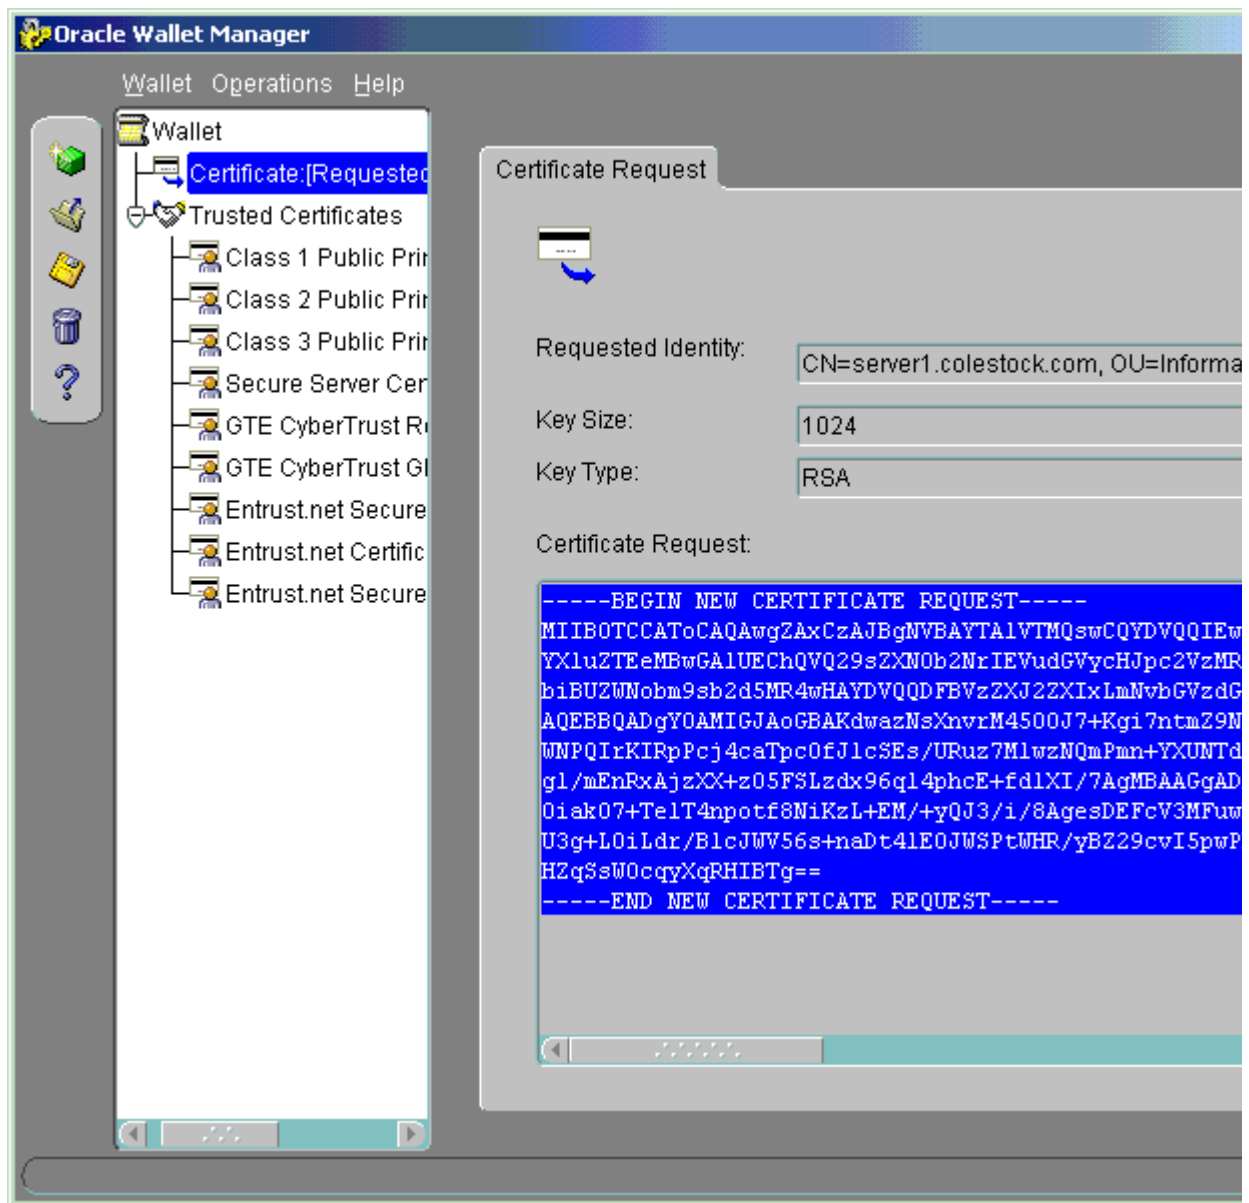 Oracle Wallet Manager
Wallet Operations Help
Wallet
Certificate:[Requested
Trusted Certificates
Class 1 Public Prir
Class 2 Public Prir
Class 3 Public Prir
Secure Server Cer
GTE CyberTrust R
GTE CyberTrust Gl
Entrust.net Secure
Entrust.net Certific
Entrust.net Secure
Certificate Request
Requested Identity:
CN=server1.colestock.com, OU=Informa
Key Size:
1024
Key Type:
RSA
Certificate Request:
-----BEGIN NEW CERTIFICATE REQUEST-----
MIIB0TCCAToCAQAwgZAxCzAJBgNVBAYTAlVTMQswCQYDVQQIEw
YXluZTEeMBwGA1UEChQVQ29sZXN0b2NrIEVudGVycHJpc2VzMR
biBUZWNobm9sb2d5MR4wHAYDVQQDFBVzZXJ2ZXIxLmNvbGVzdG
AQEBBQADgY0AMIGJAoGBAKdwazNsXnvrM4500J7+Kgi7ntmZ9N
WNPQIrKIRpPcj4caTpc0fJlcSEs/URuz7MlwzNQmPmn+YXUNTd
gl/mEnRxAjzXX+z05FSLzdx96ql4phcE+fdlXI/7AgMBAAGgAD
0iak07+TelT4npotf8NiKzL+EM/+yQJ3/i/8AgesDEFcV3MFuw
U3g+L0iLdr/BlcJWV56s+naDt4lE0JWSPtWHR/yBZ29cvI5pwP
HZqSsW0cqyXqRHIBTg==
-----END NEW CERTIFICATE REQUEST-----